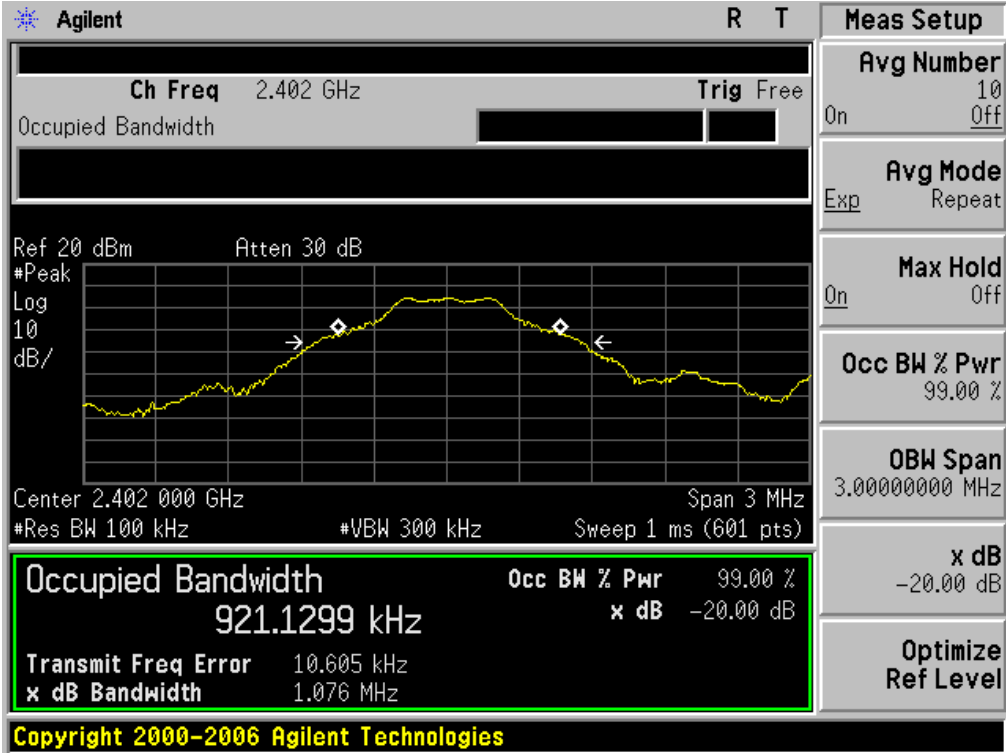 Agilent R T
Ch Freq 2.402 GHz Trig Free
Occupied Bandwidth
Ref 20 dBm Atten 30 dB
#Peak
Log
10
dB/
Center 2.402 000 GHz Span 3 MHz
#Res BW 100 kHz #VBW 300 kHz Sweep 1 ms (601 pts)
Occupied Bandwidth Occ BW % Pwr 99.00 %
921.1299 kHz x dB -20.00 dB
Transmit Freq Error 10.605 kHz
x dB Bandwidth 1.076 MHz
Copyright 2000-2006 Agilent Technologies
Meas Setup
Avg Number
10
On Off
Avg Mode
Exp Repeat
Max Hold
On Off
Occ BW % Pwr
99.00 %
OBW Span
3.00000000 MHz
x dB
-20.00 dB
Optimize
Ref Level